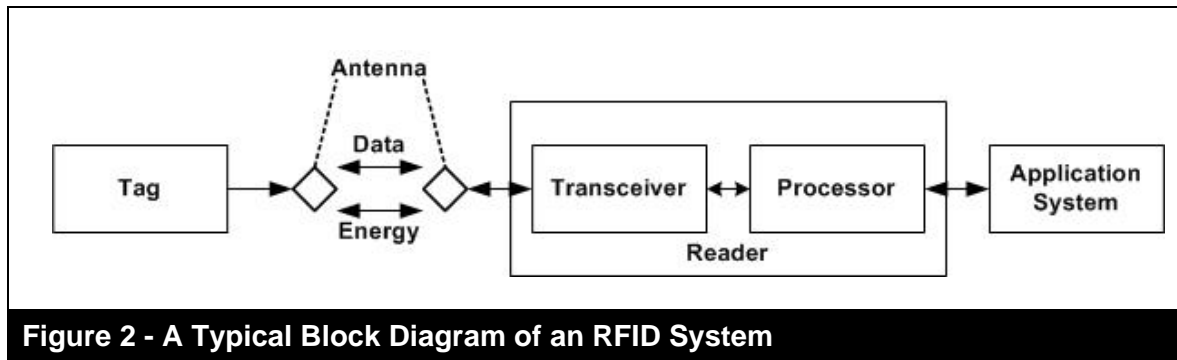 Antenna
Data
Energy
Tag
Transceiver
Processor
Reader
Application
System
Figure 2 - A Typical Block Diagram of an RFID System